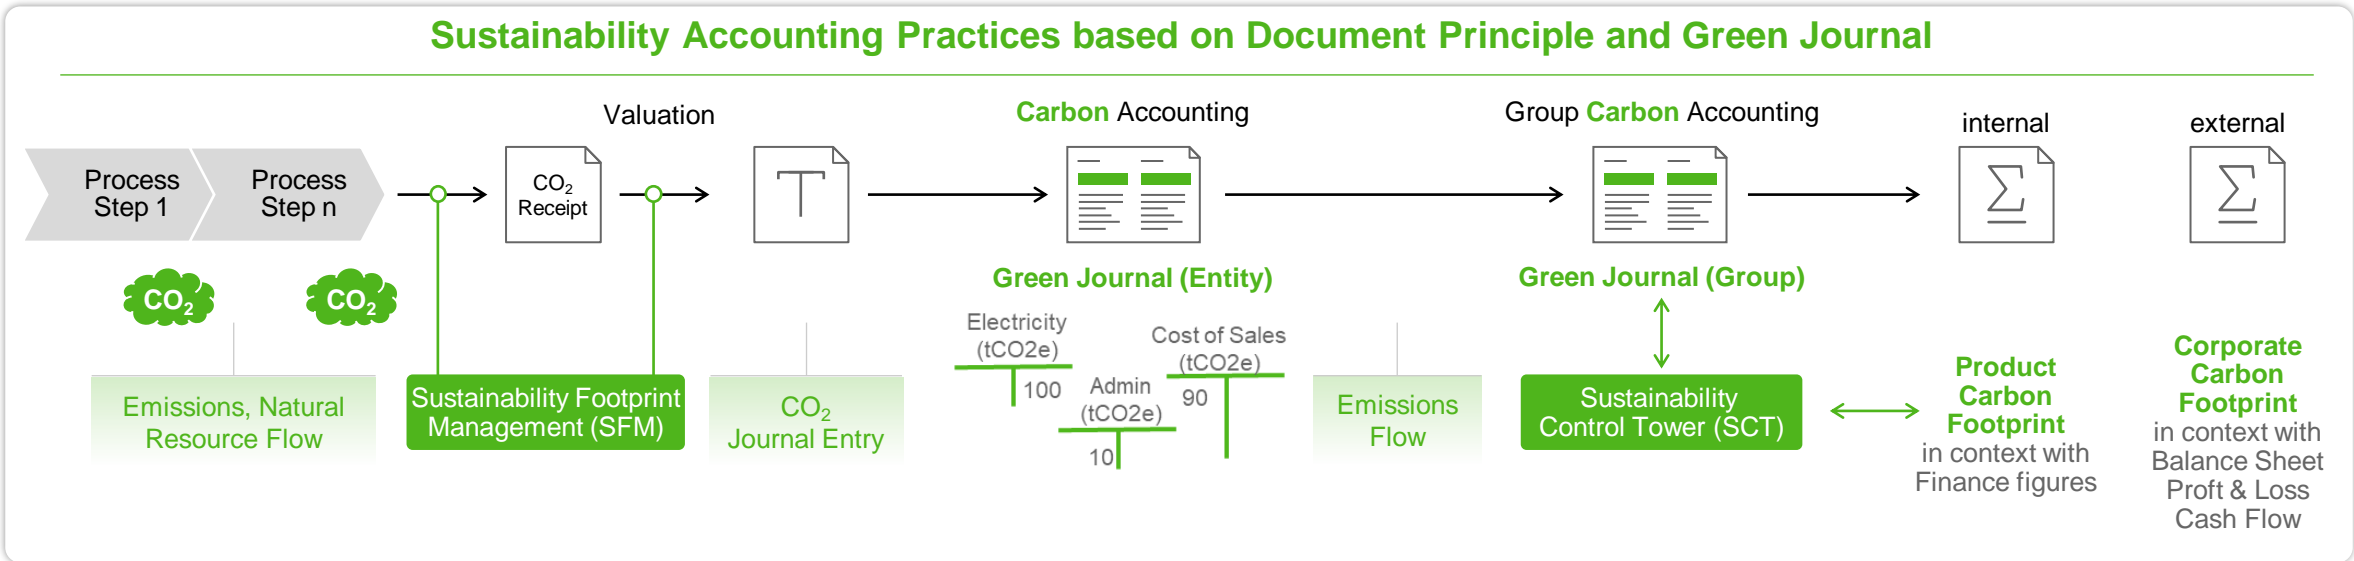 Sustainability Accounting Practices based on Document Principle and Green Journal
Valuation
Carbon Accounting
Group Carbon Accounting
internal
external
Process
Step 1
Process
Step n
CO₂
Receipt
T
Σ
Σ
CO₂
CO₂
Green Journal (Entity)
Green Journal (Group)
Emissions, Natural
Resource Flow
Sustainability Footprint
Management (SFM)
CO₂
Journal Entry
Electricity
(tCO2e)
100
Admin
(tCO2e)
10
Cost of Sales
(tCO2e)
90
Emissions
Flow
Sustainability
Control Tower (SCT)
Product
Carbon
Footprint
in context with
Finance figures
Corporate
Carbon
Footprint
in context with
Balance Sheet
Proft & Loss
Cash Flow